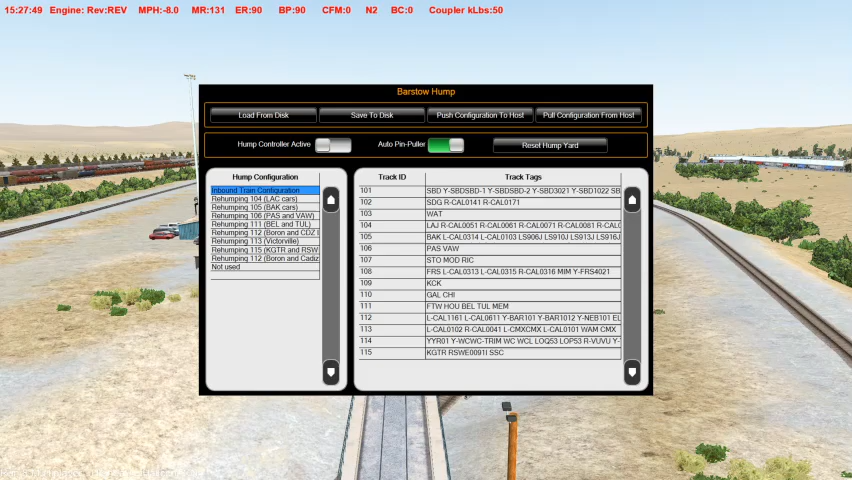 15:27:49 Engine: Rev:REV MPH:-8.0 MR:131 ER:90 BP:90 CFM:0 N2 BC:0 Coupler kLbs:50
Barstow Hump
Load From Disk Save To Disk Push Configuration To Host Pull Configuration From Host
Hump Controller Active Auto Pin-Puller Reset Hump Yard
Hump Configuration
Inbound Train Configuration
Rehumping 104 (LAC cars)
Rehumping 105 (BAK cars)
Rehumping 106 (PAS and VAW)
Rehumping 111 (BEL and TUL)
Rehumping 112 (Boron and CDZ l
Rehumping 113 (Victorville)
Rehumping 115 (KGTR and RSW
Rehumping 112 (Boron and Cadiz
Not used
Track ID Track Tags
101 SBD Y-SBDSBD-1 Y-SBDSBD-2 Y-SBD3021 Y-SBD1022 SB
102 SDG R-CAL0141 R-CAL0171
103 WAT
104 LAJ R-CAL0051 R-CAL0061 R-CAL0071 R-CAL0081 R-CAL0
105 BAK L-CAL0314 L-CAL0103 LS906J LS910J LS913J LS916J
106 PAS VAW
107 STO MOD RIC
108 FRS L-CAL0313 L-CAL0315 R-CAL0316 MIM Y-FRS4021
109 KCK
110 GAL CHI
111 FTW HOU BEL TUL MEM
112 L-CAL1161 L-CAL0611 Y-BAR101 Y-BAR1012 Y-NEB101 EL
113 L-CAL0102 R-CAL0041 L-CMXCMX L-CAL0101 WAM CMX
114 YYR01 Y-WCWC-TRIM WC WCL LOQ53 LOP53 R-VUVU Y-
115 KGTR RSWE0091I SSC